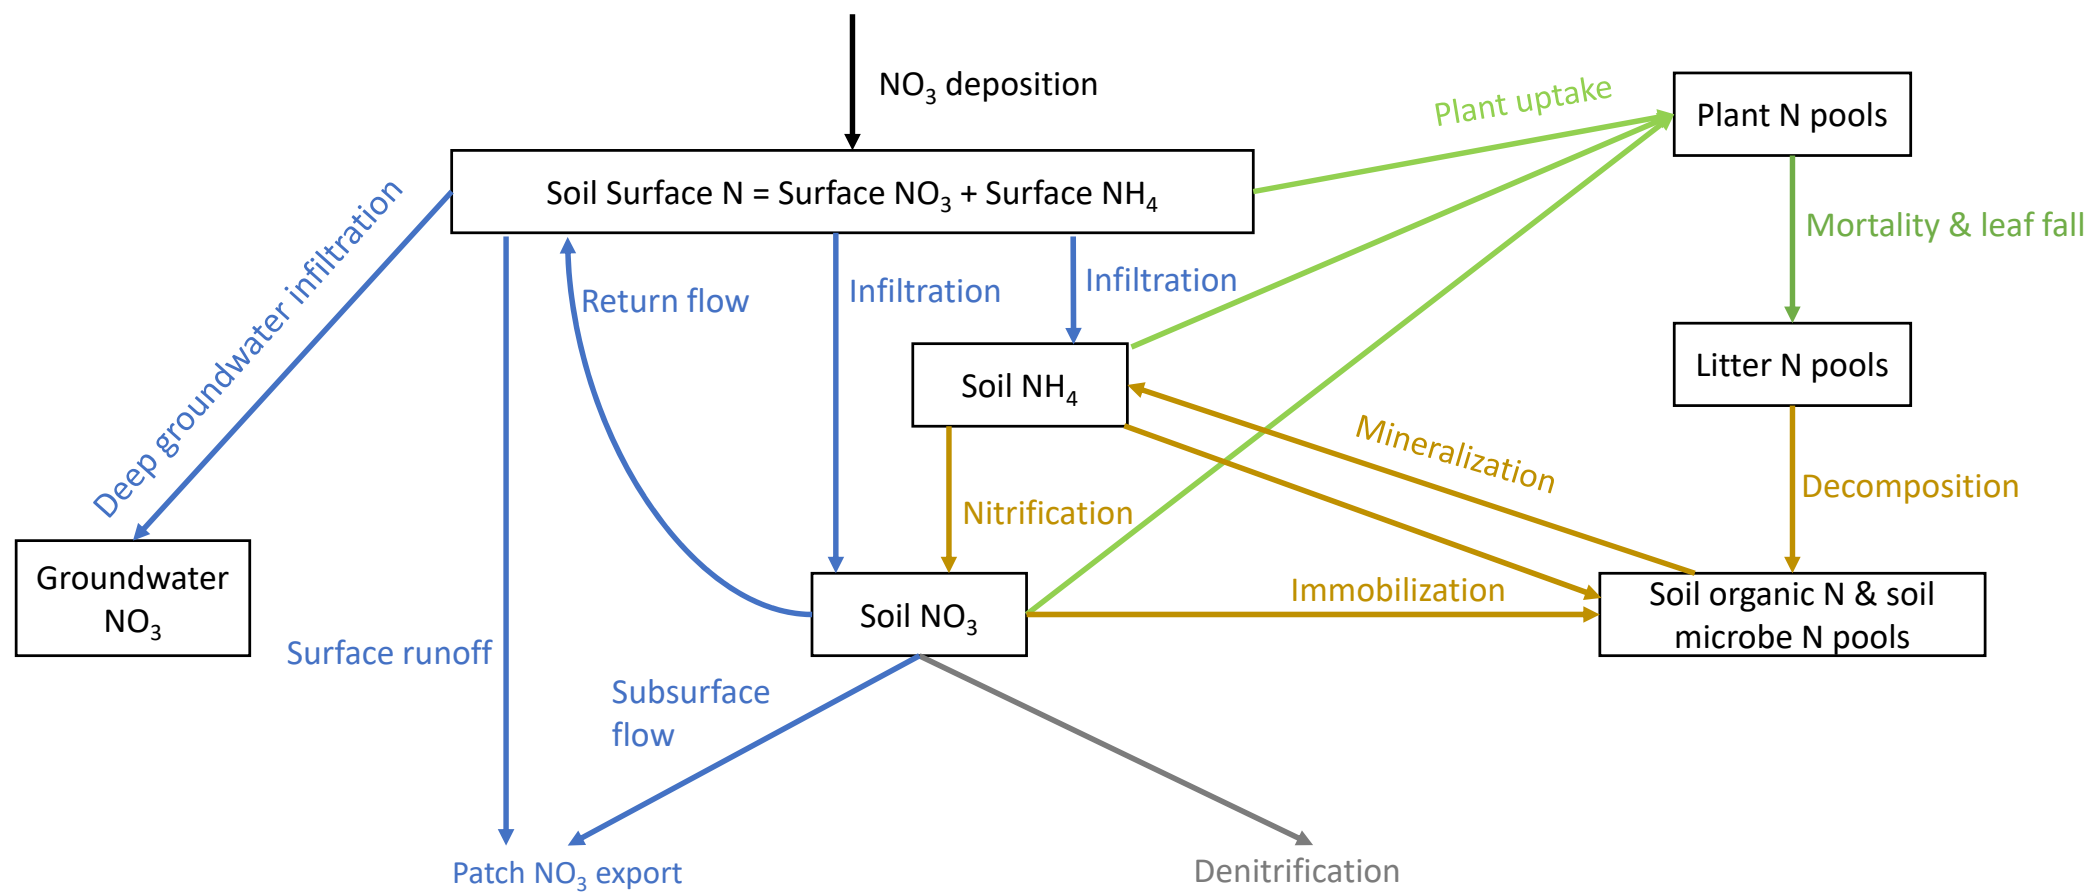 NO₃ deposition
Plant uptake
Plant N pools
Soil Surface N = Surface NO₃ + Surface NH₄
Mortality & leaf fall
Deep groundwater infiltration
Return flow
Infiltration
Infiltration
Soil NH₄
Litter N pools
Mineralization
Nitrification
Decomposition
Groundwater
NO₃
Soil NO₃
Immobilization
Soil organic N & soil
microbe N pools
Surface runoff
Subsurface
flow
Patch NO₃ export
Denitrification